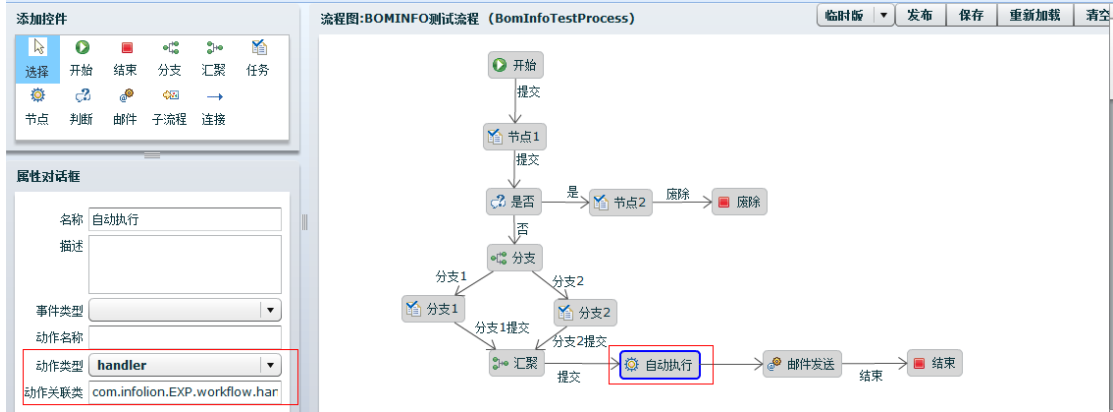 添加控件
选择 开始 结束 分支 汇聚 任务
节点 判断 邮件 子流程 连接
属性对话框
名称 自动执行
描述
事件类型
动作名称
动作类型 handler
动作关联类 com.infolion.EXP.workflow.han
流程图:BOMINFO测试流程 (BomInfoTestProcess)
临时版 发布 保存 重新加载 清空
开始
提交
节点1
提交
是否 是 节点2 废除 废除
否
分支
分支1 分支2
分支1 分支2
分支1提交 分支2提交
汇聚 提交 自动执行 邮件发送 结束 结束